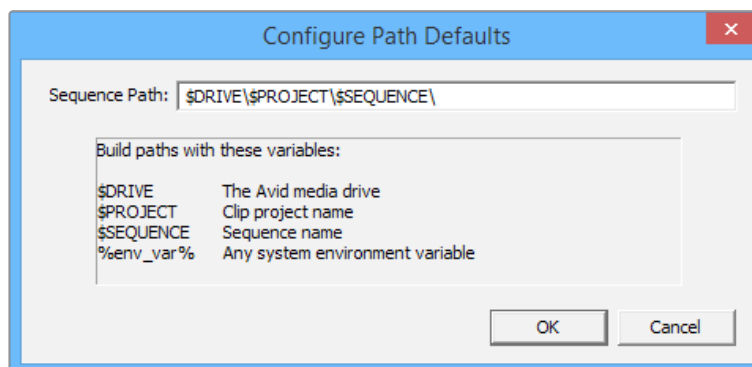 Configure Path Defaults
Sequence Path: $DRIVE\$PROJECT\$SEQUENCE\
Build paths with these variables:
$DRIVE The Avid media drive
$PROJECT Clip project name
$SEQUENCE Sequence name
%env_var% Any system environment variable
OK Cancel